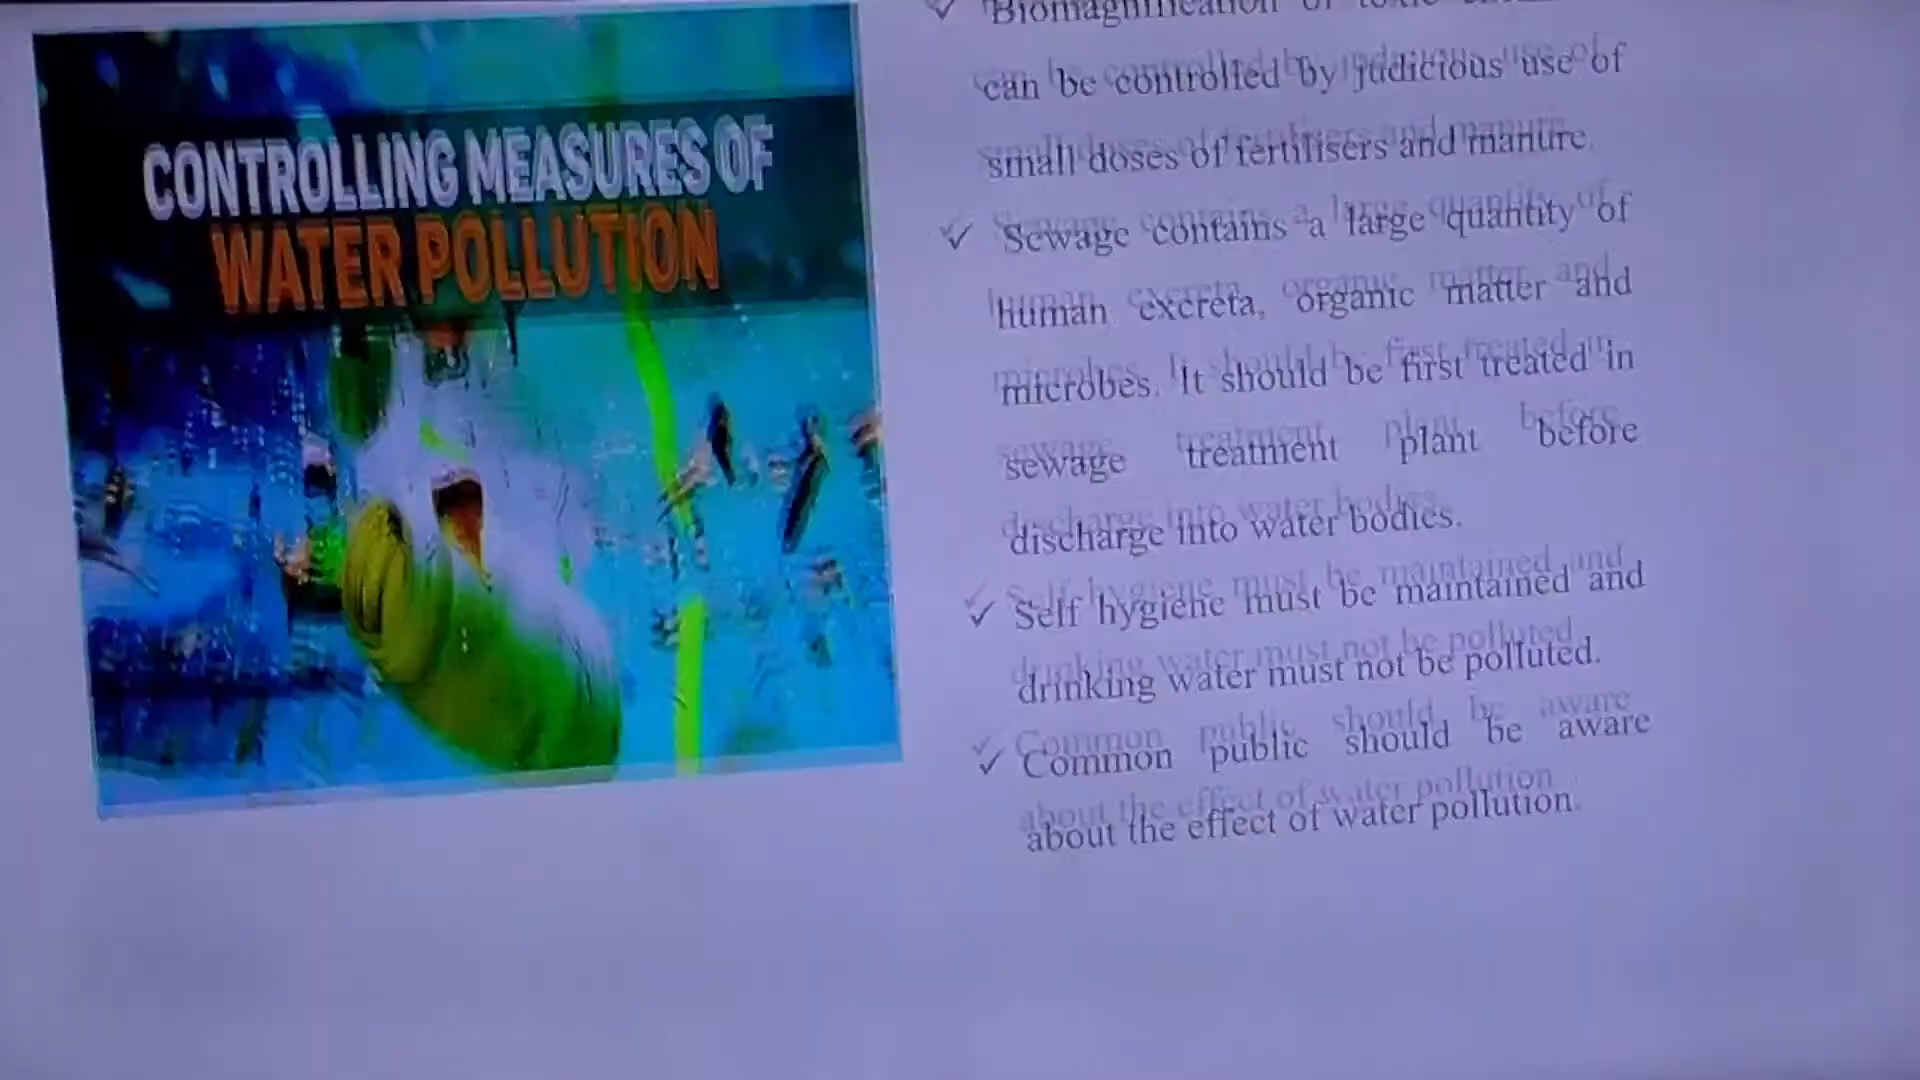 CONTROLLING MEASURES OF
WATER POLLUTION
✓ Biomagnification of toxic
can be controlled by judicious use of
small doses of fertilisers and manure.
✓ Sewage contains a large quantity of
human excreta, organic matter and
microbes. It should be first treated in
sewage treatment plant before
discharge into water bodies.
✓ Self hygiene must be maintained and
drinking water must not be polluted.
✓ Common public should be aware
about the effect of water pollution.